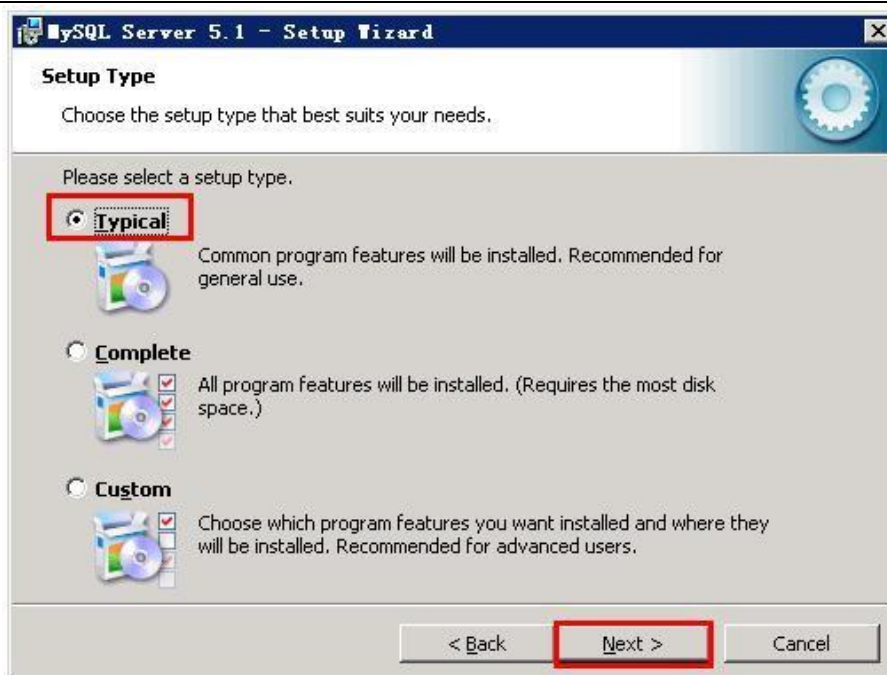 MySQL Server 5.1 - Setup Wizard
Setup Type
Choose the setup type that best suits your needs.
Please select a setup type.
Typical
Common program features will be installed. Recommended for
general use.
Complete
All program features will be installed. (Requires the most disk
space.)
Custom
Choose which program features you want installed and where they
will be installed. Recommended for advanced users.
< Back
Next >
Cancel